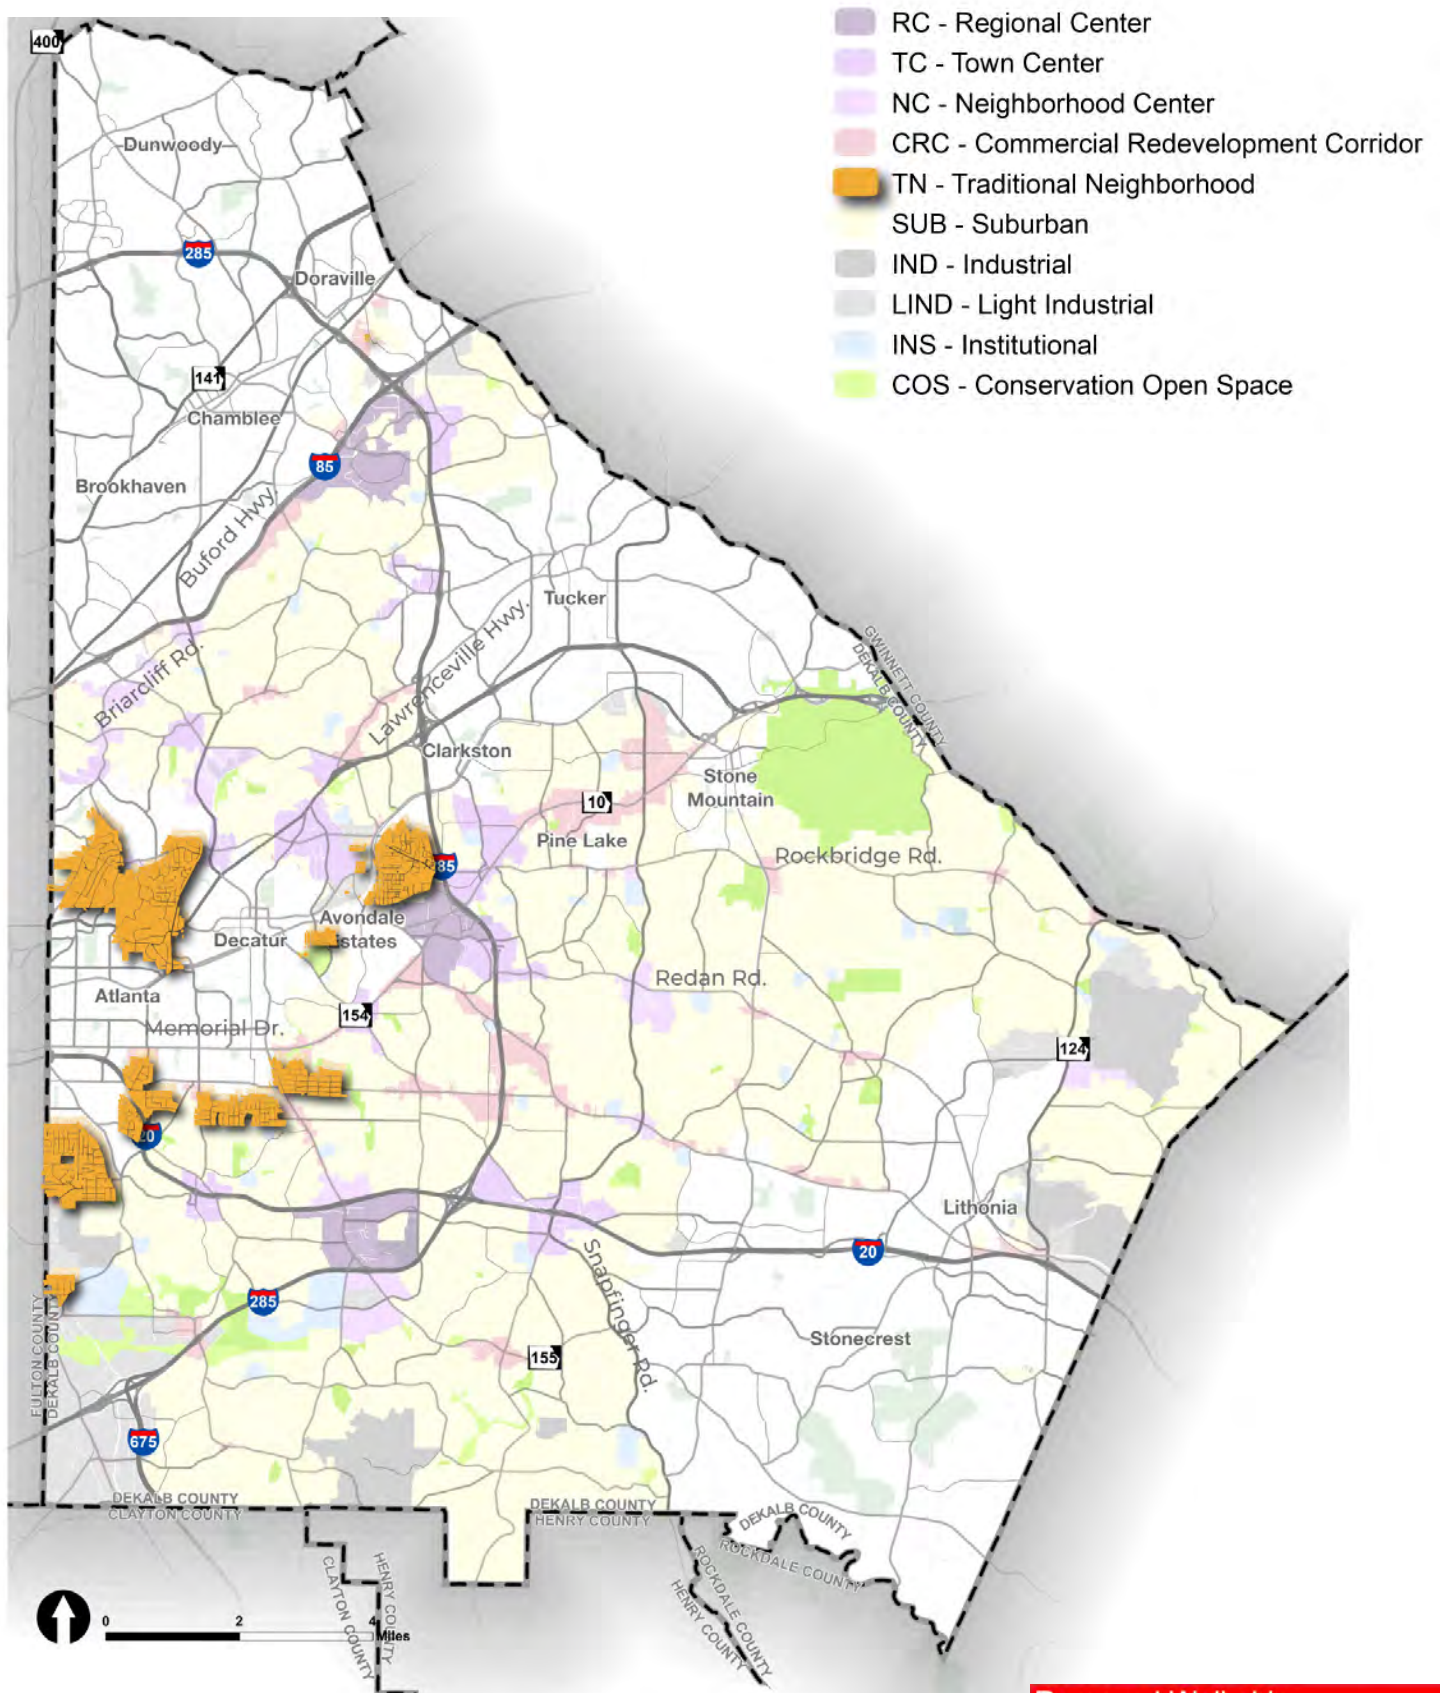 RC - Regional Center
TC - Town Center
NC - Neighborhood Center
CRC - Commercial Redevelopment Corridor
TN - Traditional Neighborhood
SUB - Suburban
IND - Industrial
LIND - Light Industrial
INS - Institutional
COS - Conservation Open Space
400
Dunwoody
285
Doraville
141
Chamblee
85
Brookhaven
Buford Hwy.
Tucker
Lawrenceville Hwy.
Briarcliff Rd.
GWINNETT COUNTY
DEKALB COUNTY
Clarkston
Stone
Mountain
10
Pine Lake
Rockbridge Rd.
85
Avondale
Estates
Decatur
Redan Rd.
Atlanta
154
Memorial Dr.
124
20
Lithonia
20
Snapfinger Rd.
285
Stonecrest
155
FULTON COUNTY
DEKALB COUNTY
675
DEKALB COUNTY
CLAYTON COUNTY
DEKALB COUNTY
HENRY COUNTY
DEKALB COUNTY
ROCKDALE COUNTY
HENRY COUNTY
CLAYTON COUNTY
ROCKDALE COUNTY
HENRY COUNTY
0 2 4
Miles